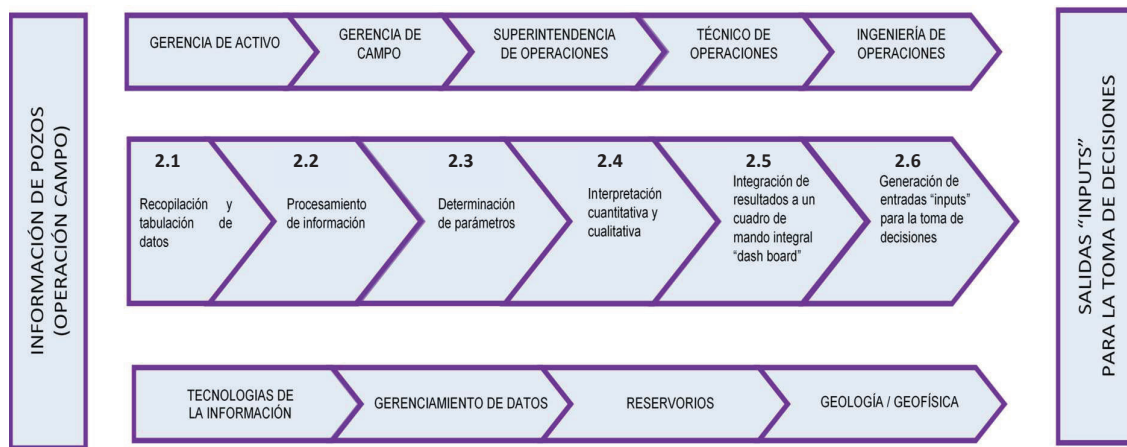 INFORMACIÓN DE POZOS
(OPERACIÓN CAMPO)
GERENCIA DE ACTIVO
GERENCIA DE
CAMPO
SUPERINTENDENCIA
DE OPERACIONES
TÉCNICO DE
OPERACIONES
INGENIERÍA DE
OPERACIONES
2.1
Recopilación y
tabulación de
datos
2.2
Procesamiento
de información
2.3
Determinación
de parámetros
2.4
Interpretación
cuantitativa y
cualitativa
2.5
Integración de
resultados a un
cuadro de
mando integral
“dash board”
2.6
Generación de
entradas “inputs”
para la toma de
decisiones
TECNOLOGIAS DE
LA INFORMACIÓN
GERENCIAMIENTO DE DATOS
RESERVORIOS
GEOLOGÍA / GEOFÍSICA
SALIDAS “INPUTS”
PARA LA TOMA DE DECISIONES